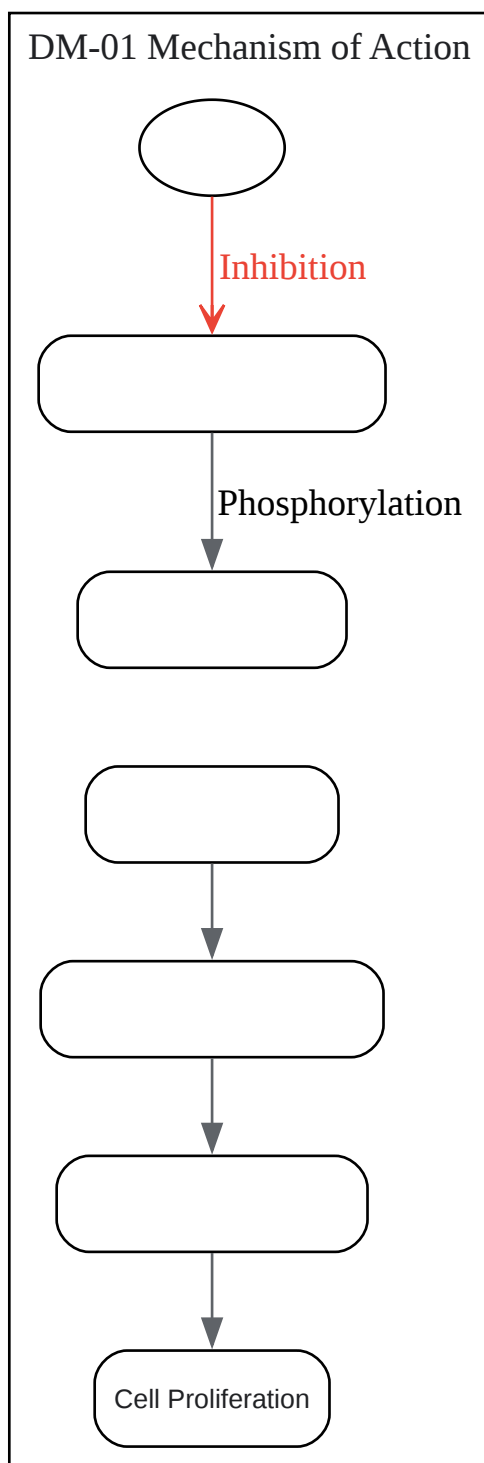 DM-01 Mechanism of Action
Inhibition
Phosphorylation
Cell Proliferation